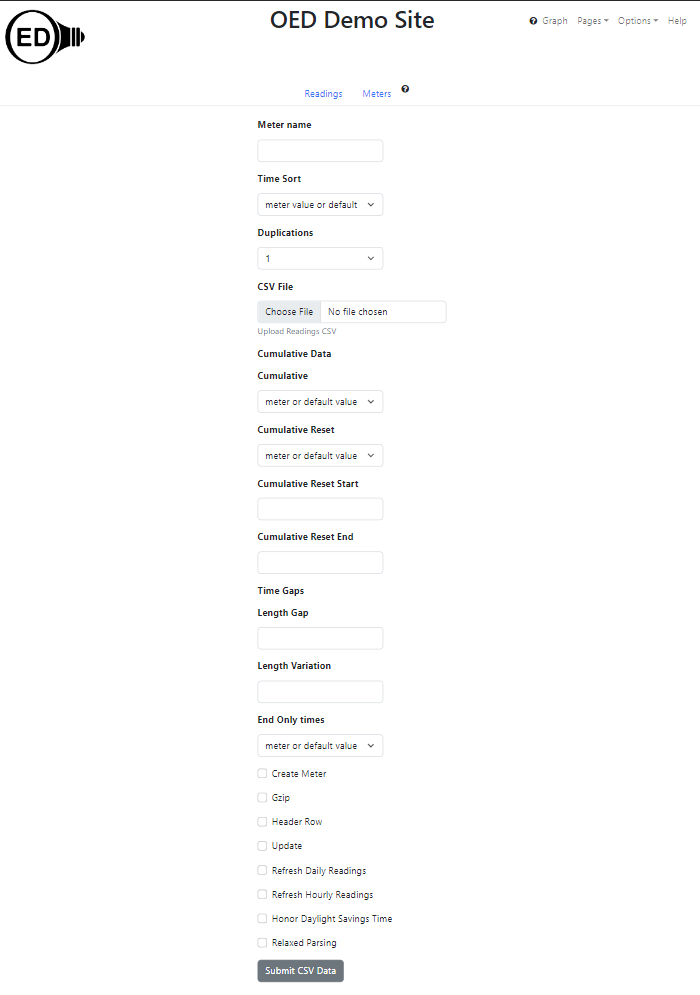 ED
OED Demo Site
? Graph Pages Options Help
Readings Meters ?
Meter name
Time Sort
meter value or default
Duplications
1
CSV File
Choose File No file chosen
Upload Readings CSV
Cumulative Data
Cumulative
meter or default value
Cumulative Reset
meter or default value
Cumulative Reset Start
Cumulative Reset End
Time Gaps
Length Gap
Length Variation
End Only times
meter or default value
Create Meter
Gzip
Header Row
Update
Refresh Daily Readings
Refresh Hourly Readings
Honor Daylight Savings Time
Relaxed Parsing
Submit CSV Data